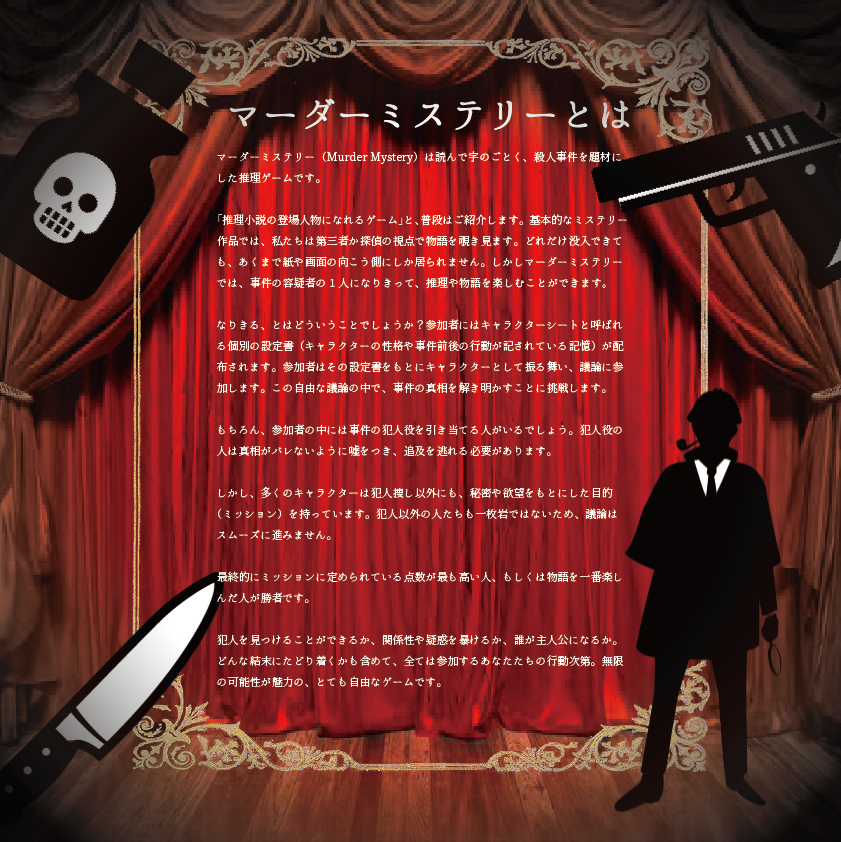 マーダーミステリーとは
マーダーミステリー（Murder Mystery）は読んで字のごとく、殺人事件を題材に
した推理ゲームです。
「推理小説の登場人物になれるゲーム」と、普段はご紹介します。基本的なミステリー
作品では、私たちは第三者か探偵の視点で物語を覗き見ます。どれだけ没入できて
も、あくまで紙や画面の向こう側にしか居られません。しかしマーダーミステリー
では、事件の容疑者の１人になりきって、推理や物語を楽しむことができます。
なりきる、とはどういうことでしょうか？参加者にはキャラクターシートと呼ばれ
る個別の設定書（キャラクターの性格や事件前後の行動が記されている記憶）が配
布されます。参加者はその設定書をもとにキャラクターとして振る舞い、議論に参
加します。この自由な議論の中で、事件の真相を解き明かすことに挑戦します。
もちろん、参加者の中には事件の犯人役を引き当てる人がいるでしょう。犯人役の
人は真相がバレないように嘘をつき、追及を逃れる必要があります。
しかし、多くのキャラクターは犯人捜し以外にも、秘密や欲望をもとにした目的
（ミッション）を持っています。犯人以外の人たちも一枚岩ではないため、議論は
スムーズに進みません。
最終的にミッションに定められている点数が最も高い人、もしくは物語を一番楽し
んだ人が勝者です。
犯人を見つけることができるか、関係性や疑惑を暴けるか、誰が主人公になるか。
どんな結末にたどり着くかも含めて、全ては参加するあなたたちの行動次第。無限
の可能性が魅力の、とても自由なゲームです。